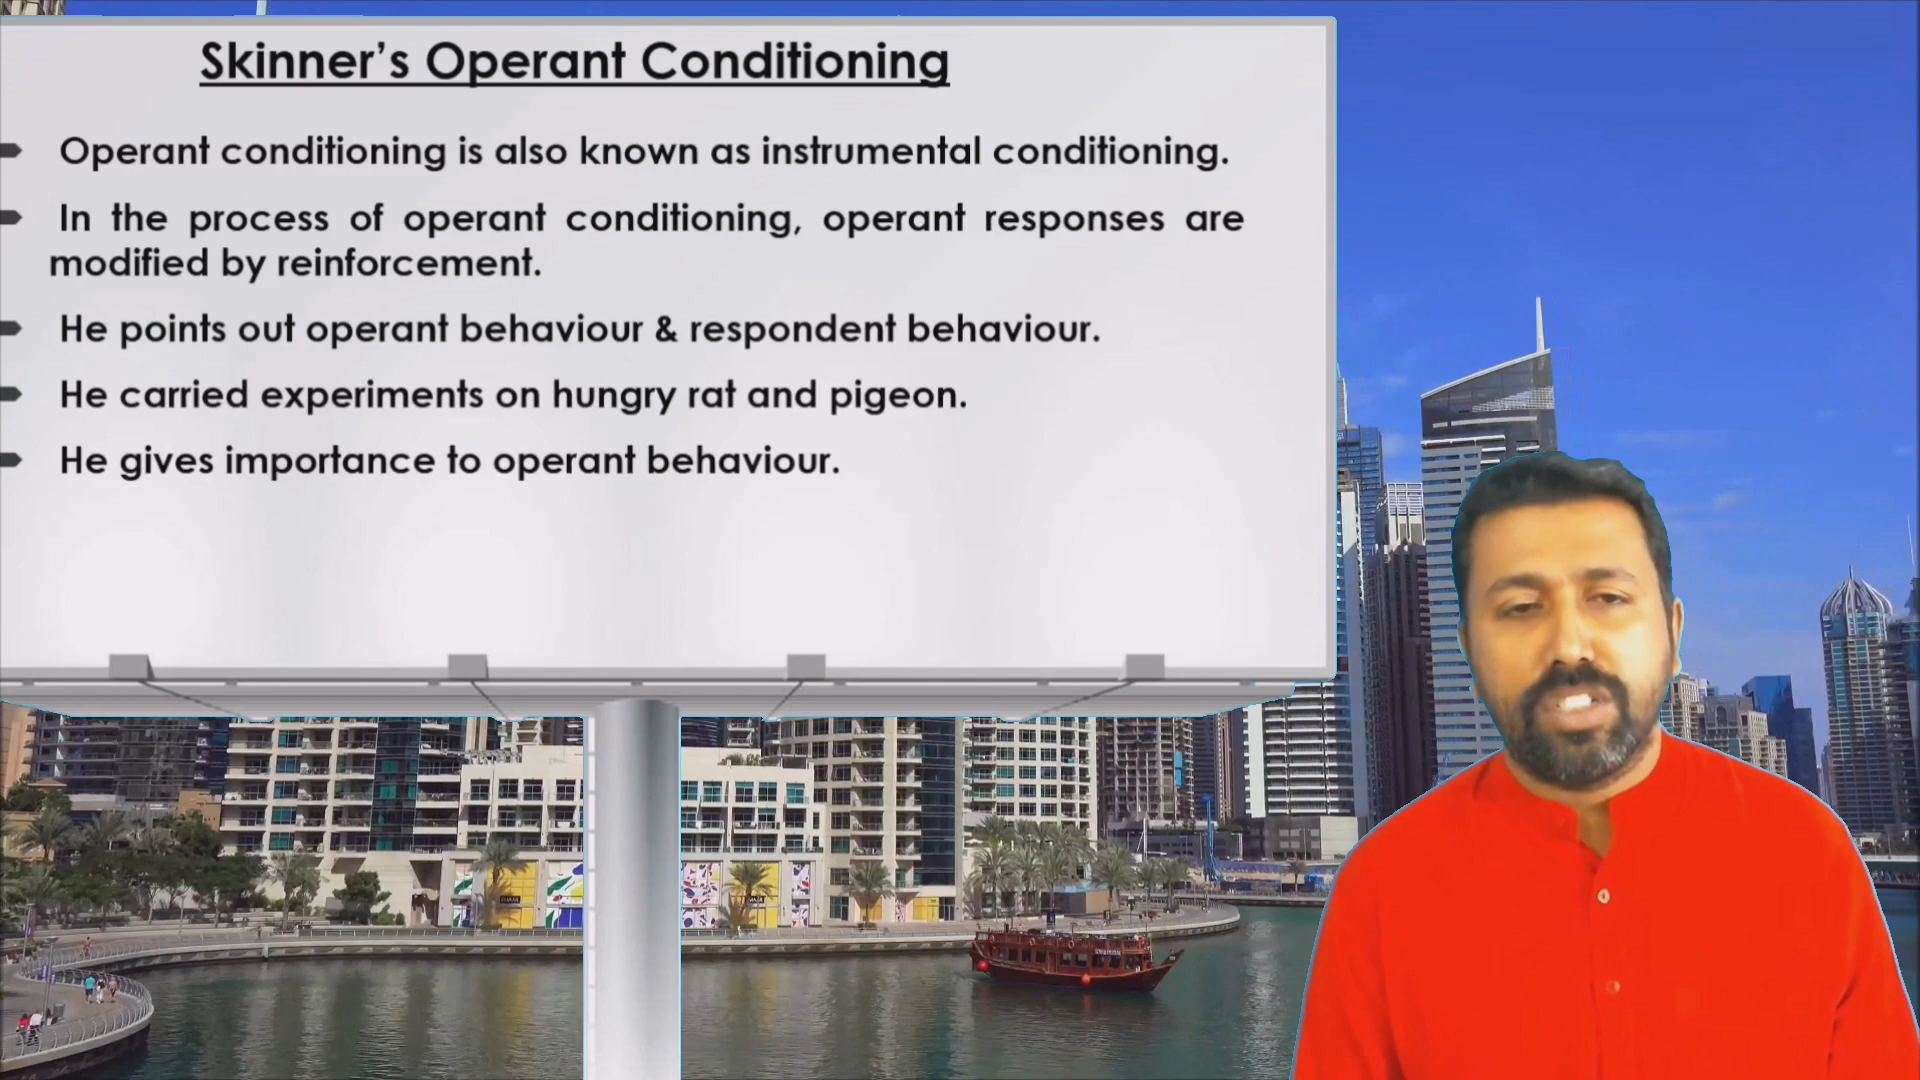 Skinner’s Operant Conditioning
Operant conditioning is also known as instrumental conditioning.
In the process of operant conditioning, operant responses are
modified by reinforcement.
He points out operant behaviour & respondent behaviour.
He carried experiments on hungry rat and pigeon.
He gives importance to operant behaviour.